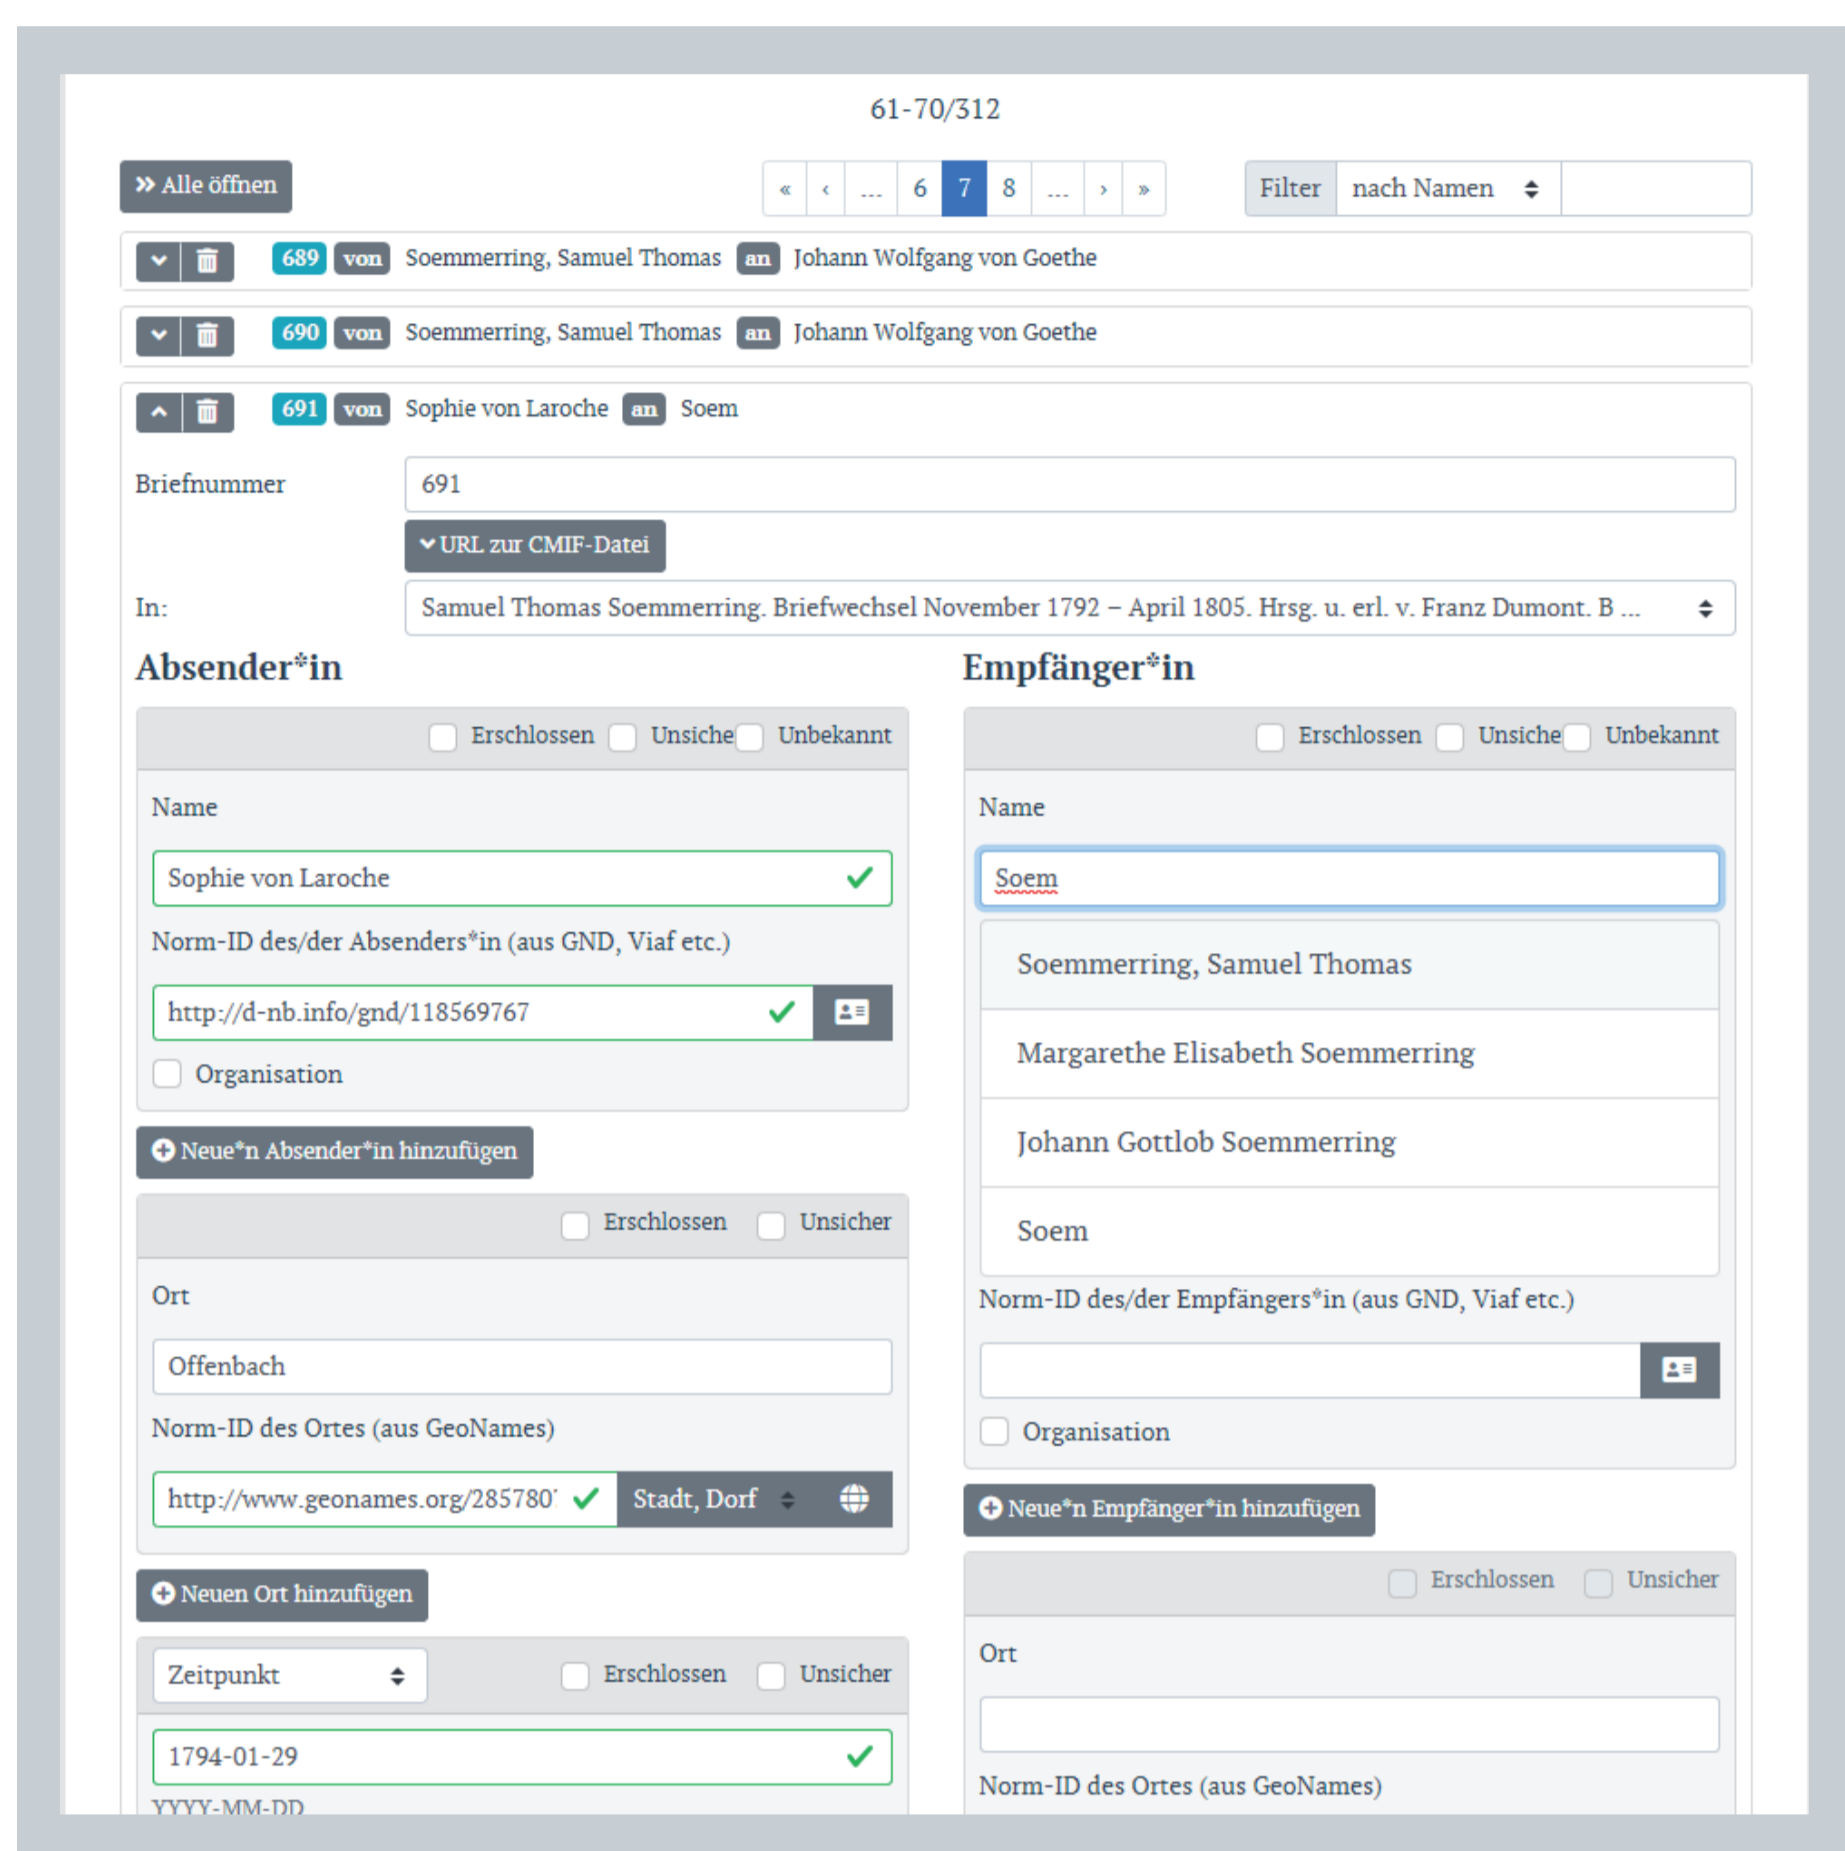 61-70/312
» Alle öffnen
« ‹ ... 6 7 8 ... › »
Filter nach Namen
689 von Soemmerring, Samuel Thomas an Johann Wolfgang von Goethe
690 von Soemmerring, Samuel Thomas an Johann Wolfgang von Goethe
691 von Sophie von Laroche an Soem
Briefnummer 691
URL zur CMIF-Datei
In: Samuel Thomas Soemmerring. Briefwechsel November 1792 – April 1805. Hrsg. u. erl. v. Franz Dumont. B ...
Absender*in
Erschlossen Unsiche Unbekannt
Name
Sophie von Laroche
Norm-ID des/der Absenders*in (aus GND, Viaf etc.)
http://d-nb.info/gnd/118569767
Organisation
Neue*n Absender*in hinzufügen
Erschlossen Unsicher
Ort
Offenbach
Norm-ID des Ortes (aus GeoNames)
http://www.geonames.org/285780 Stadt, Dorf
Neuen Ort hinzufügen
Zeitpunkt Erschlossen Unsicher
1794-01-29
YYYY-MM-DD
Empfänger*in
Erschlossen Unsiche Unbekannt
Name
Soem
Soemmerring, Samuel Thomas
Margarethe Elisabeth Soemmerring
Johann Gottlob Soemmerring
Soem
Norm-ID des/der Empfängers*in (aus GND, Viaf etc.)
Organisation
Neue*n Empfänger*in hinzufügen
Erschlossen Unsicher
Ort
Norm-ID des Ortes (aus GeoNames)